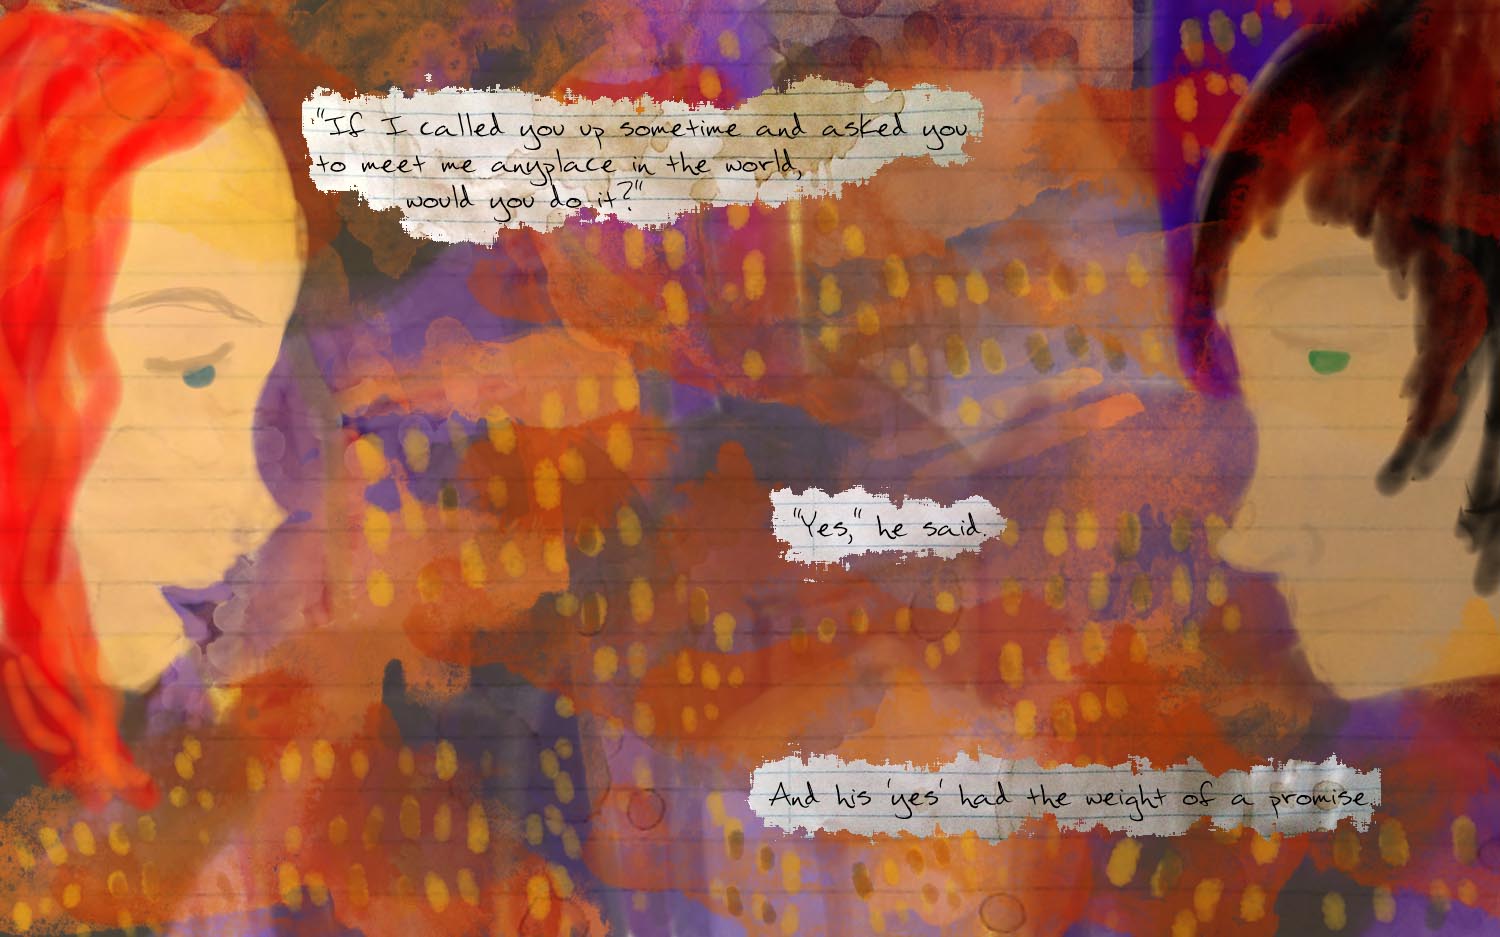 "If I called you up sometime and asked you
to meet me anyplace in the world,
would you do it?"
"Yes," he said.
And his 'yes' had the weight of a promise.